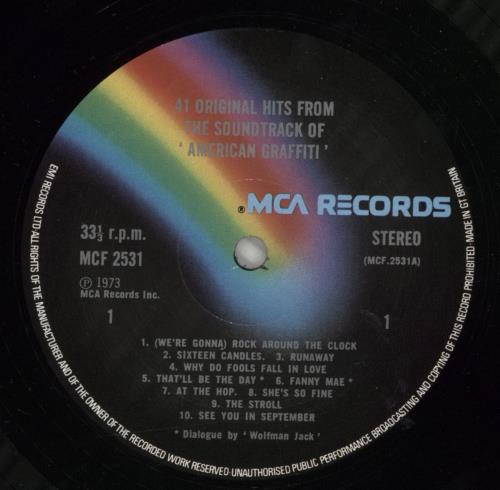 41 ORIGINAL HITS FROM
THE SOUNDTRACK OF
'AMERICAN GRAFFITI'
® MCA RECORDS
33⅓ r.p.m.
STEREO
MCF 2531
(MCF.2531A)
Ⓟ 1973
MCA Records Inc.
1
1
1. (WE'RE GONNA) ROCK AROUND THE CLOCK
2. SIXTEEN CANDLES. 3. RUNAWAY
4. WHY DO FOOLS FALL IN LOVE
5. THAT'LL BE THE DAY * 6. FANNY MAE *
7. AT THE HOP. 8. SHE'S SO FINE
9. THE STROLL
10. SEE YOU IN SEPTEMBER
* Dialogue by 'Wolfman Jack'
EMI RECORDS LTD·ALL RIGHTS OF THE MANUFACTURER AND OF THE OWNER OF THE RECORDED WORK RESERVED·UNAUTHORISED PUBLIC PERFORMANCE BROADCASTING AND COPYING OF THIS RECORD PROHIBITED·MADE IN GT BRITAIN